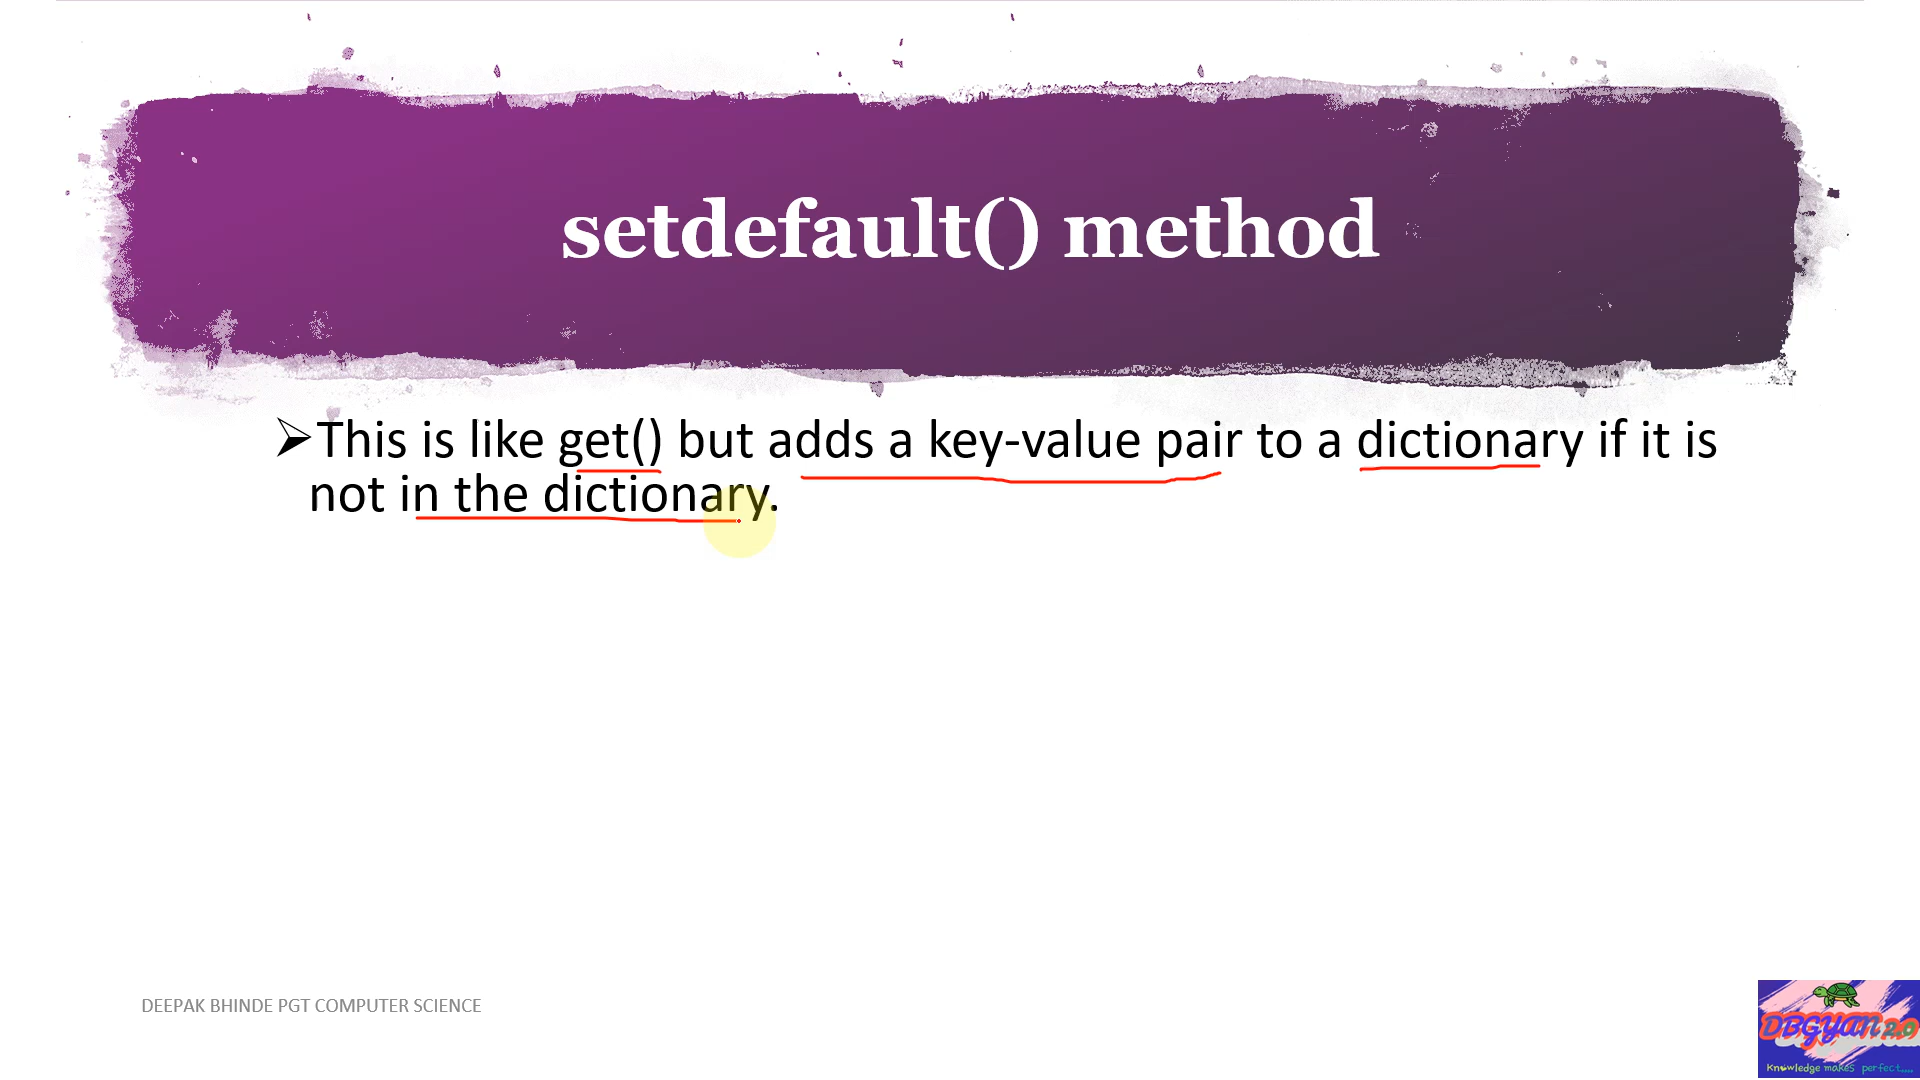 setdefault() method
➢This is like get() but adds a key-value pair to a dictionary if it is
not in the dictionary.
DEEPAK BHINDE PGT COMPUTER SCIENCE
DBGYAN 2.0
Knowledge makes perfect....